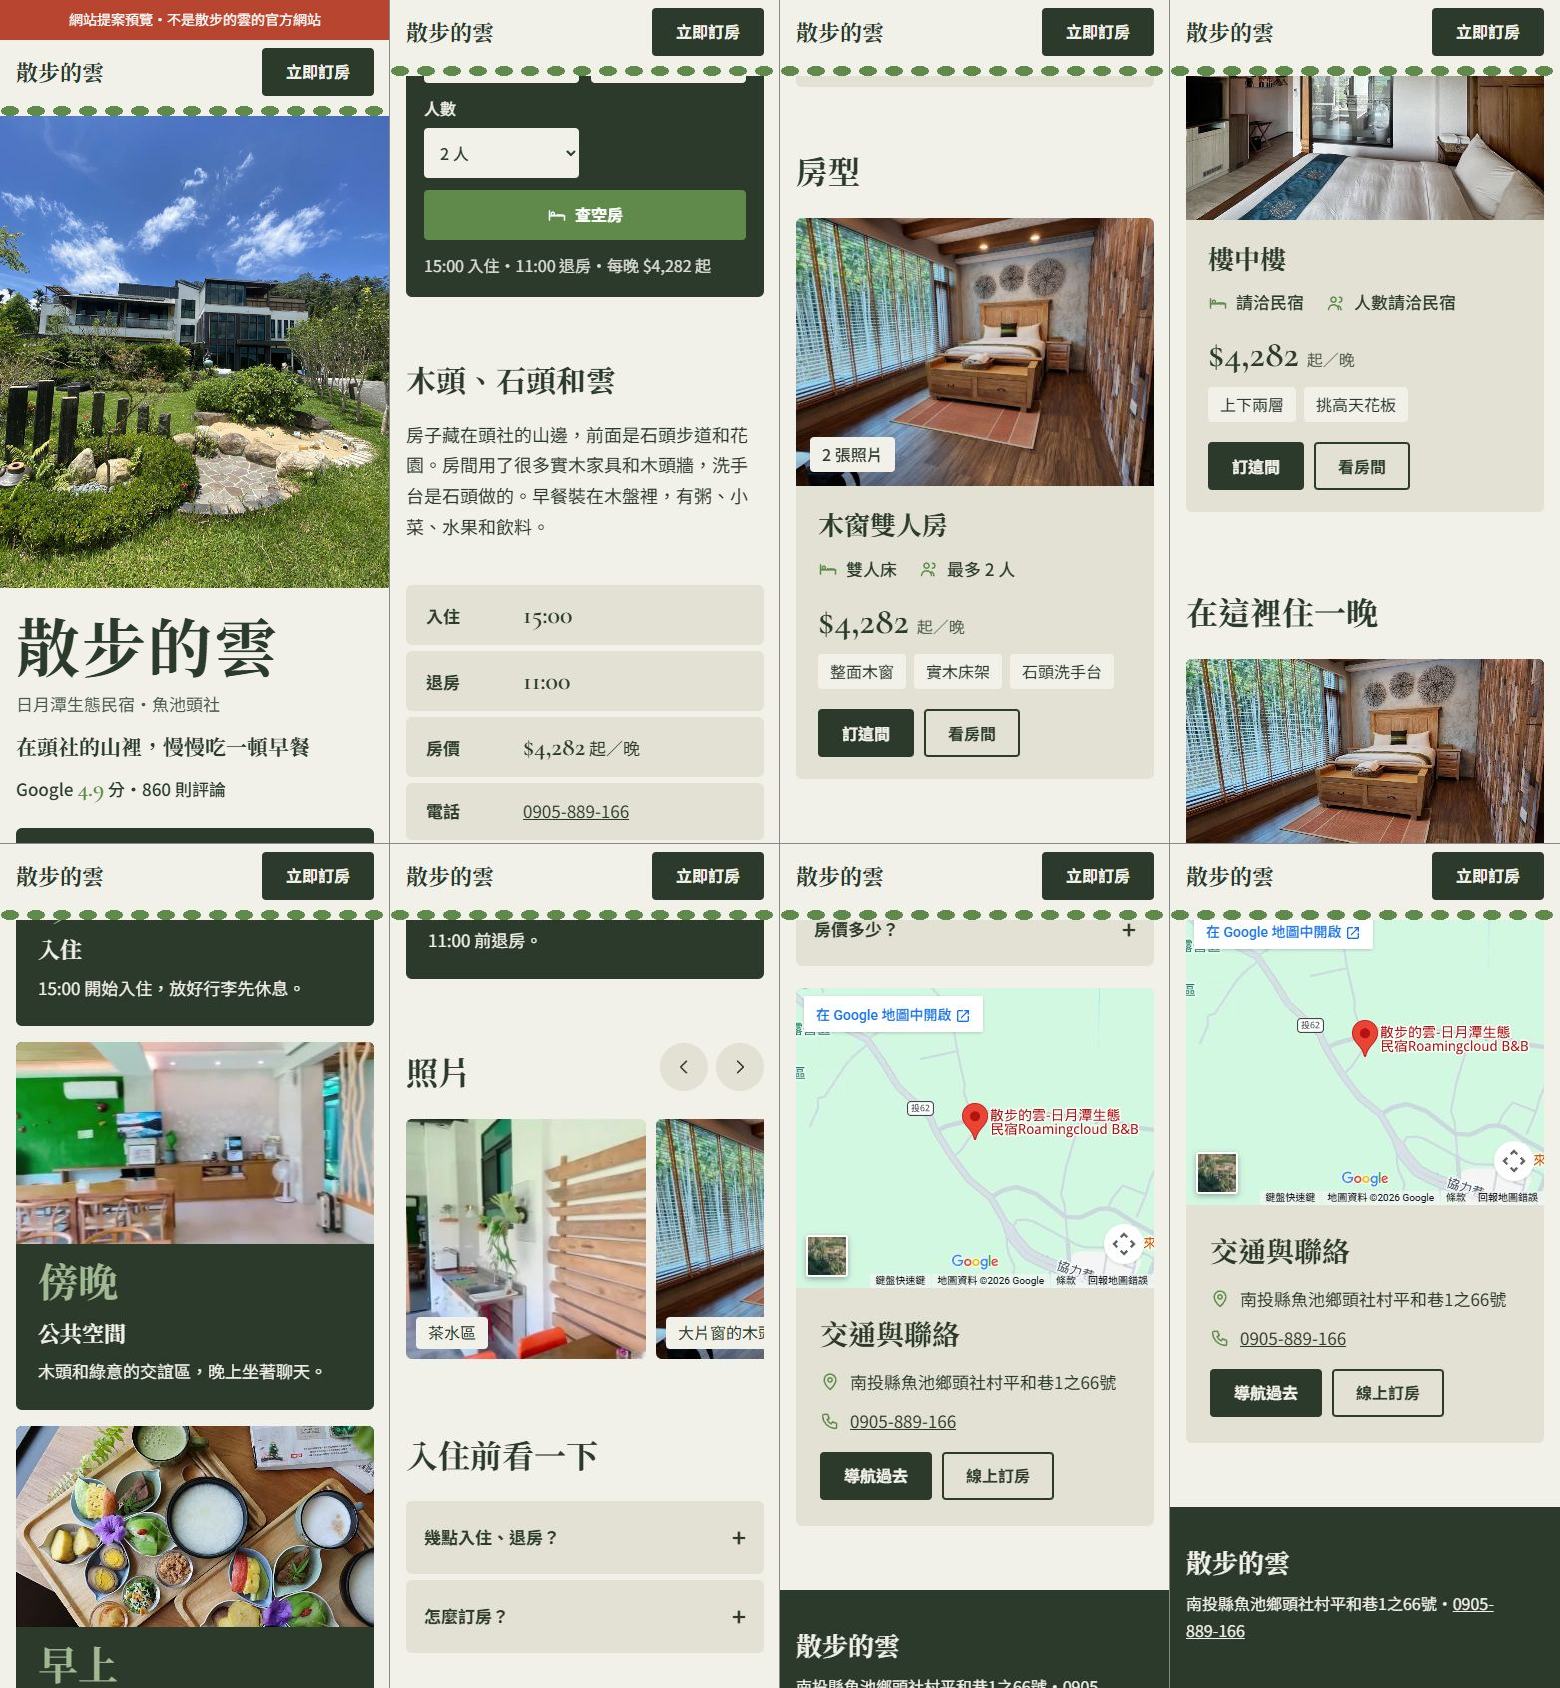 網站提案預覽・不是散步的雲的官方網站
散步的雲
立即訂房
散步的雲
日月潭生態民宿・魚池頭社
在頭社的山裡，慢慢吃一頓早餐
Google 4.9 分・860 則評論
散步的雲
立即訂房
人數
2 人
查空房
15:00 入住・11:00 退房・每晚 $4,282 起
木頭、石頭和雲
房子藏在頭社的山邊，前面是石頭步道和花
園。房間用了很多實木家具和木頭牆，洗手
台是石頭做的。早餐裝在木盤裡，有粥、小
菜、水果和飲料。
入住 15:00
退房 11:00
房價 $4,282 起／晚
電話 0905-889-166
散步的雲
立即訂房
房型
2 張照片
木窗雙人房
雙人床 最多 2 人
$4,282 起／晚
整面木窗 實木床架 石頭洗手台
訂這間 看房間
散步的雲
立即訂房
樓中樓
請洽民宿 人數請洽民宿
$4,282 起／晚
上下兩層 挑高天花板
訂這間 看房間
在這裡住一晚
散步的雲
立即訂房
入住
15:00 開始入住，放好行李先休息。
傍晚
公共空間
木頭和綠意的交誼區，晚上坐著聊天。
早上
散步的雲
立即訂房
11:00 前退房。
照片
茶水區
大片窗的木頭
入住前看一下
幾點入住、退房？ +
怎麼訂房？ +
散步的雲
立即訂房
房價多少？ +
在 Google 地圖中開啟
區
投62
散步的雲-日月潭生態
民宿Roamingcloud B&B
來
協力巷
Google
鍵盤快速鍵 地圖資料 ©2026 Google 條款 回報地圖錯誤
交通與聯絡
南投縣魚池鄉頭社村平和巷1之66號
0905-889-166
導航過去 線上訂房
散步的雲
南投縣魚池鄉頭社村平和巷1之66號・0905
散步的雲
立即訂房
在 Google 地圖中開啟
區
投62
散步的雲-日月潭生態
民宿Roamingcloud B&B
來
協力巷
Google
鍵盤快速鍵 地圖資料 ©2026 Google 條款 回報地圖錯誤
交通與聯絡
南投縣魚池鄉頭社村平和巷1之66號
0905-889-166
導航過去 線上訂房
散步的雲
南投縣魚池鄉頭社村平和巷1之66號・0905-
889-166